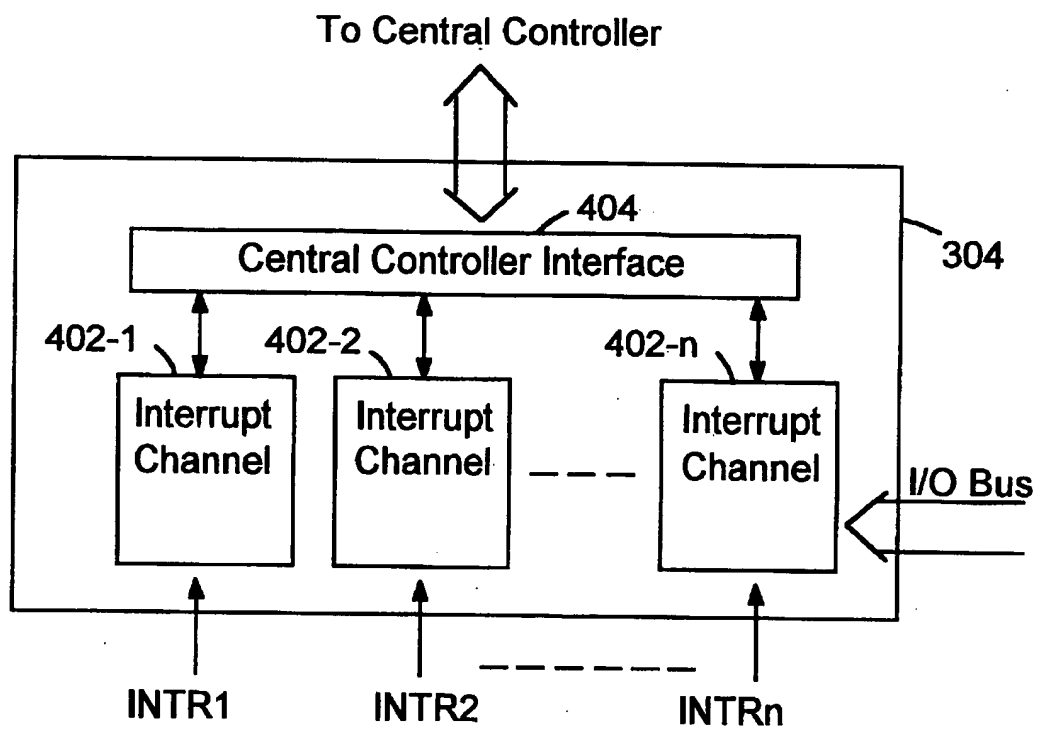 To Central Controller
404
Central Controller Interface
304
402-1
402-2
402-n
Interrupt
Channel
Interrupt
Channel
Interrupt
Channel
I/O Bus
INTR1
INTR2
INTRn